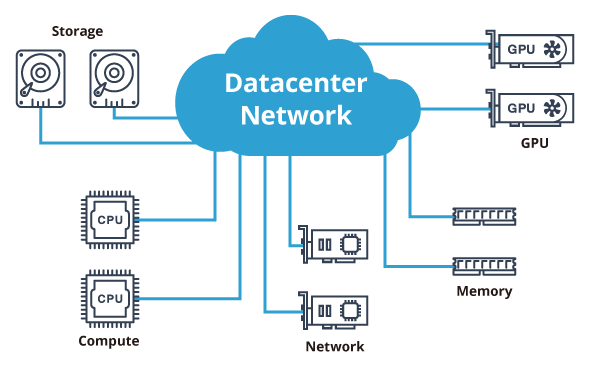 Storage
Datacenter
Network
GPU
GPU
GPU
CPU
CPU
Compute
Network
Memory